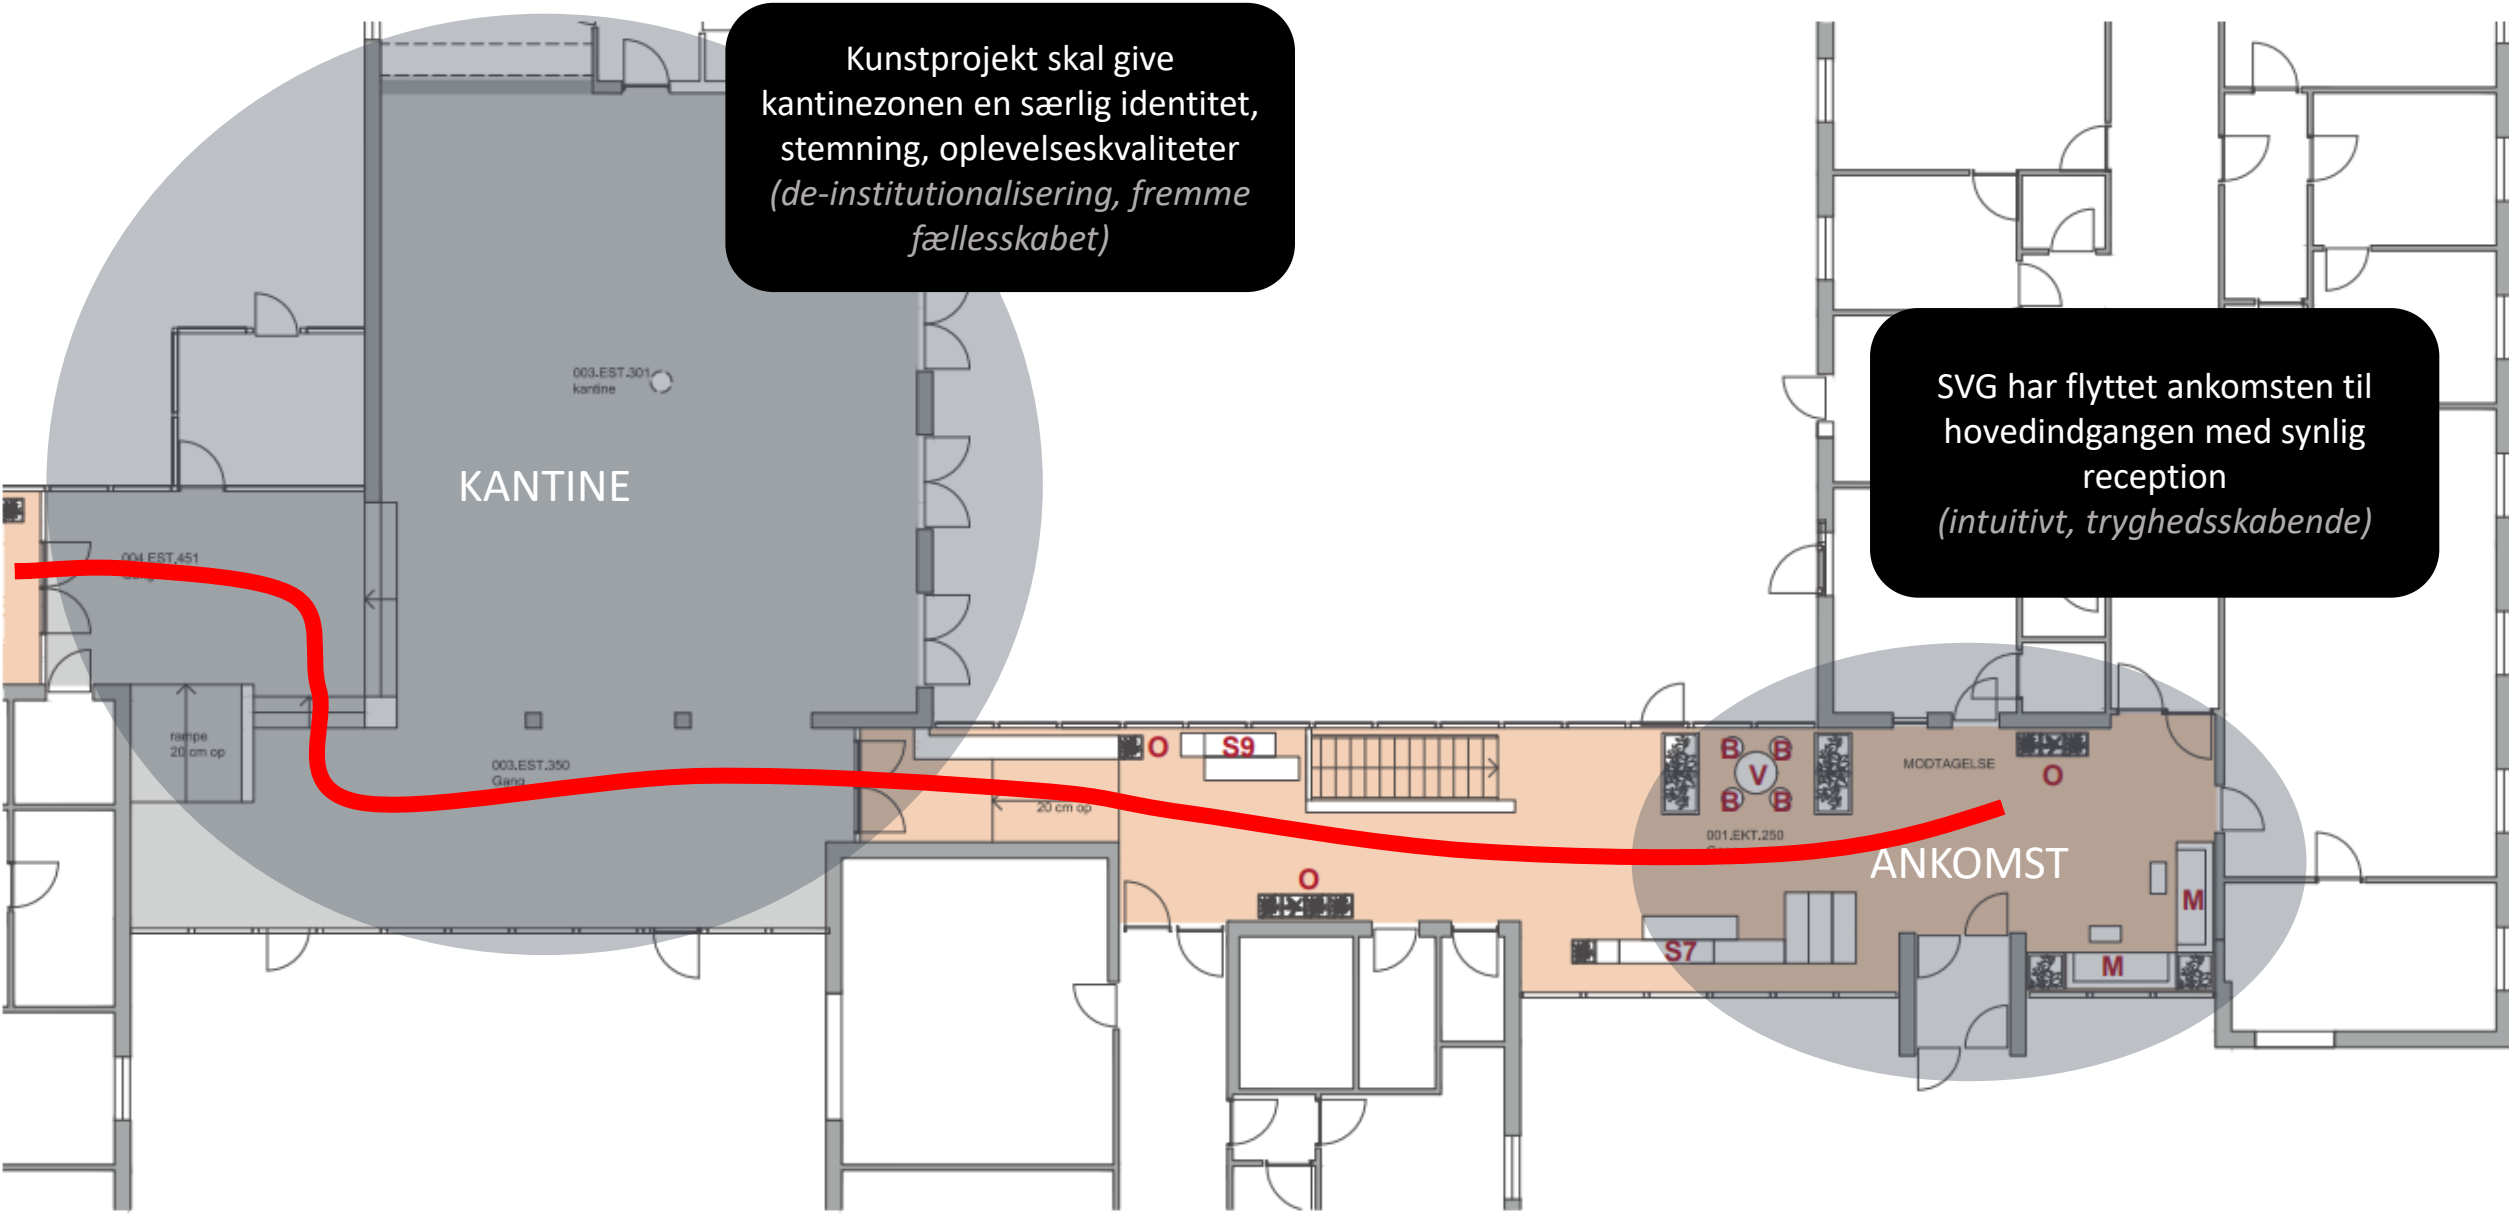 Kunstprojekt skal give
kantinezonen en særlig identitet,
stemning, oplevelseskvaliteter
(de-institutionalisering, fremme
fællesskabet)
SVG har flyttet ankomsten til
hovedindgangen med synlig
reception
(intuitivt, tryghedsskabende)
003.EST.301
kantine
KANTINE
004.EST.451
rampe
20 cm op
003.EST.350
Gang
O
S9
20 cm op
B B
V
B B
MODTAGELSE
O
001.EKT.250
ANKOMST
O
M
S7
M